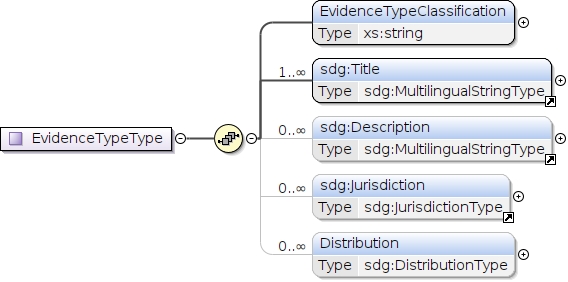 EvidenceTypeClassification
Type xs:string
1..∞ sdg:Title
Type sdg:MultilingualStringType
EvidenceTypeType
0..∞ sdg:Description
Type sdg:MultilingualStringType
0..∞ sdg:Jurisdiction
Type sdg:JurisdictionType
0..∞ Distribution
Type sdg:DistributionType